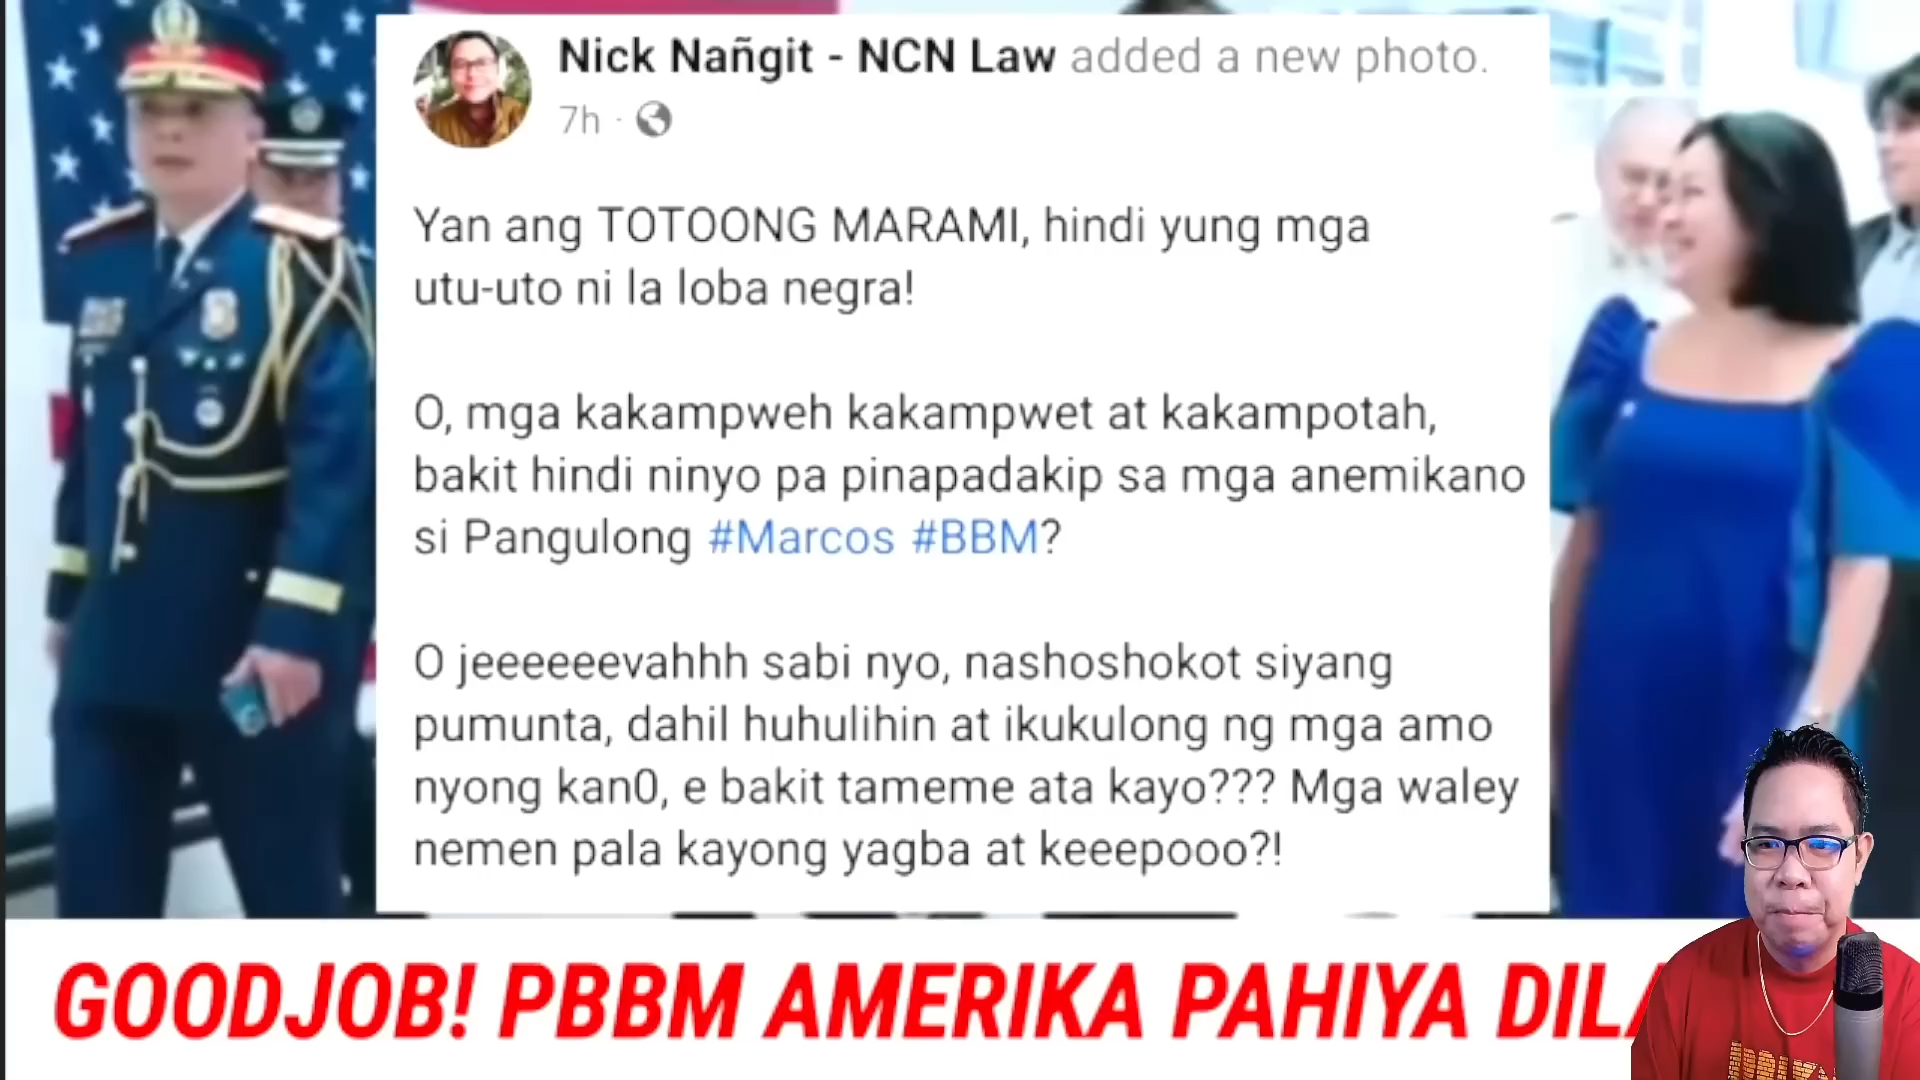 Nick Nañgit - NCN Law added a new photo.
7h ·
Yan ang TOTOONG MARAMI, hindi yung mga
utu-uto ni la loba negra!
O, mga kakampweh kakampwet at kakampotah,
bakit hindi ninyo pa pinapadakip sa mga anemikano
si Pangulong #Marcos #BBM?
O jeeeeeevahhh sabi nyo, nashoshokot siyang
pumunta, dahil huhulihin at ikukulong ng mga amo
nyong kan0, e bakit tameme ata kayo??? Mga waley
nemen pala kayong yagba at keeepooo?!
GOODJOB! PBBM AMERIKA PAHIYA